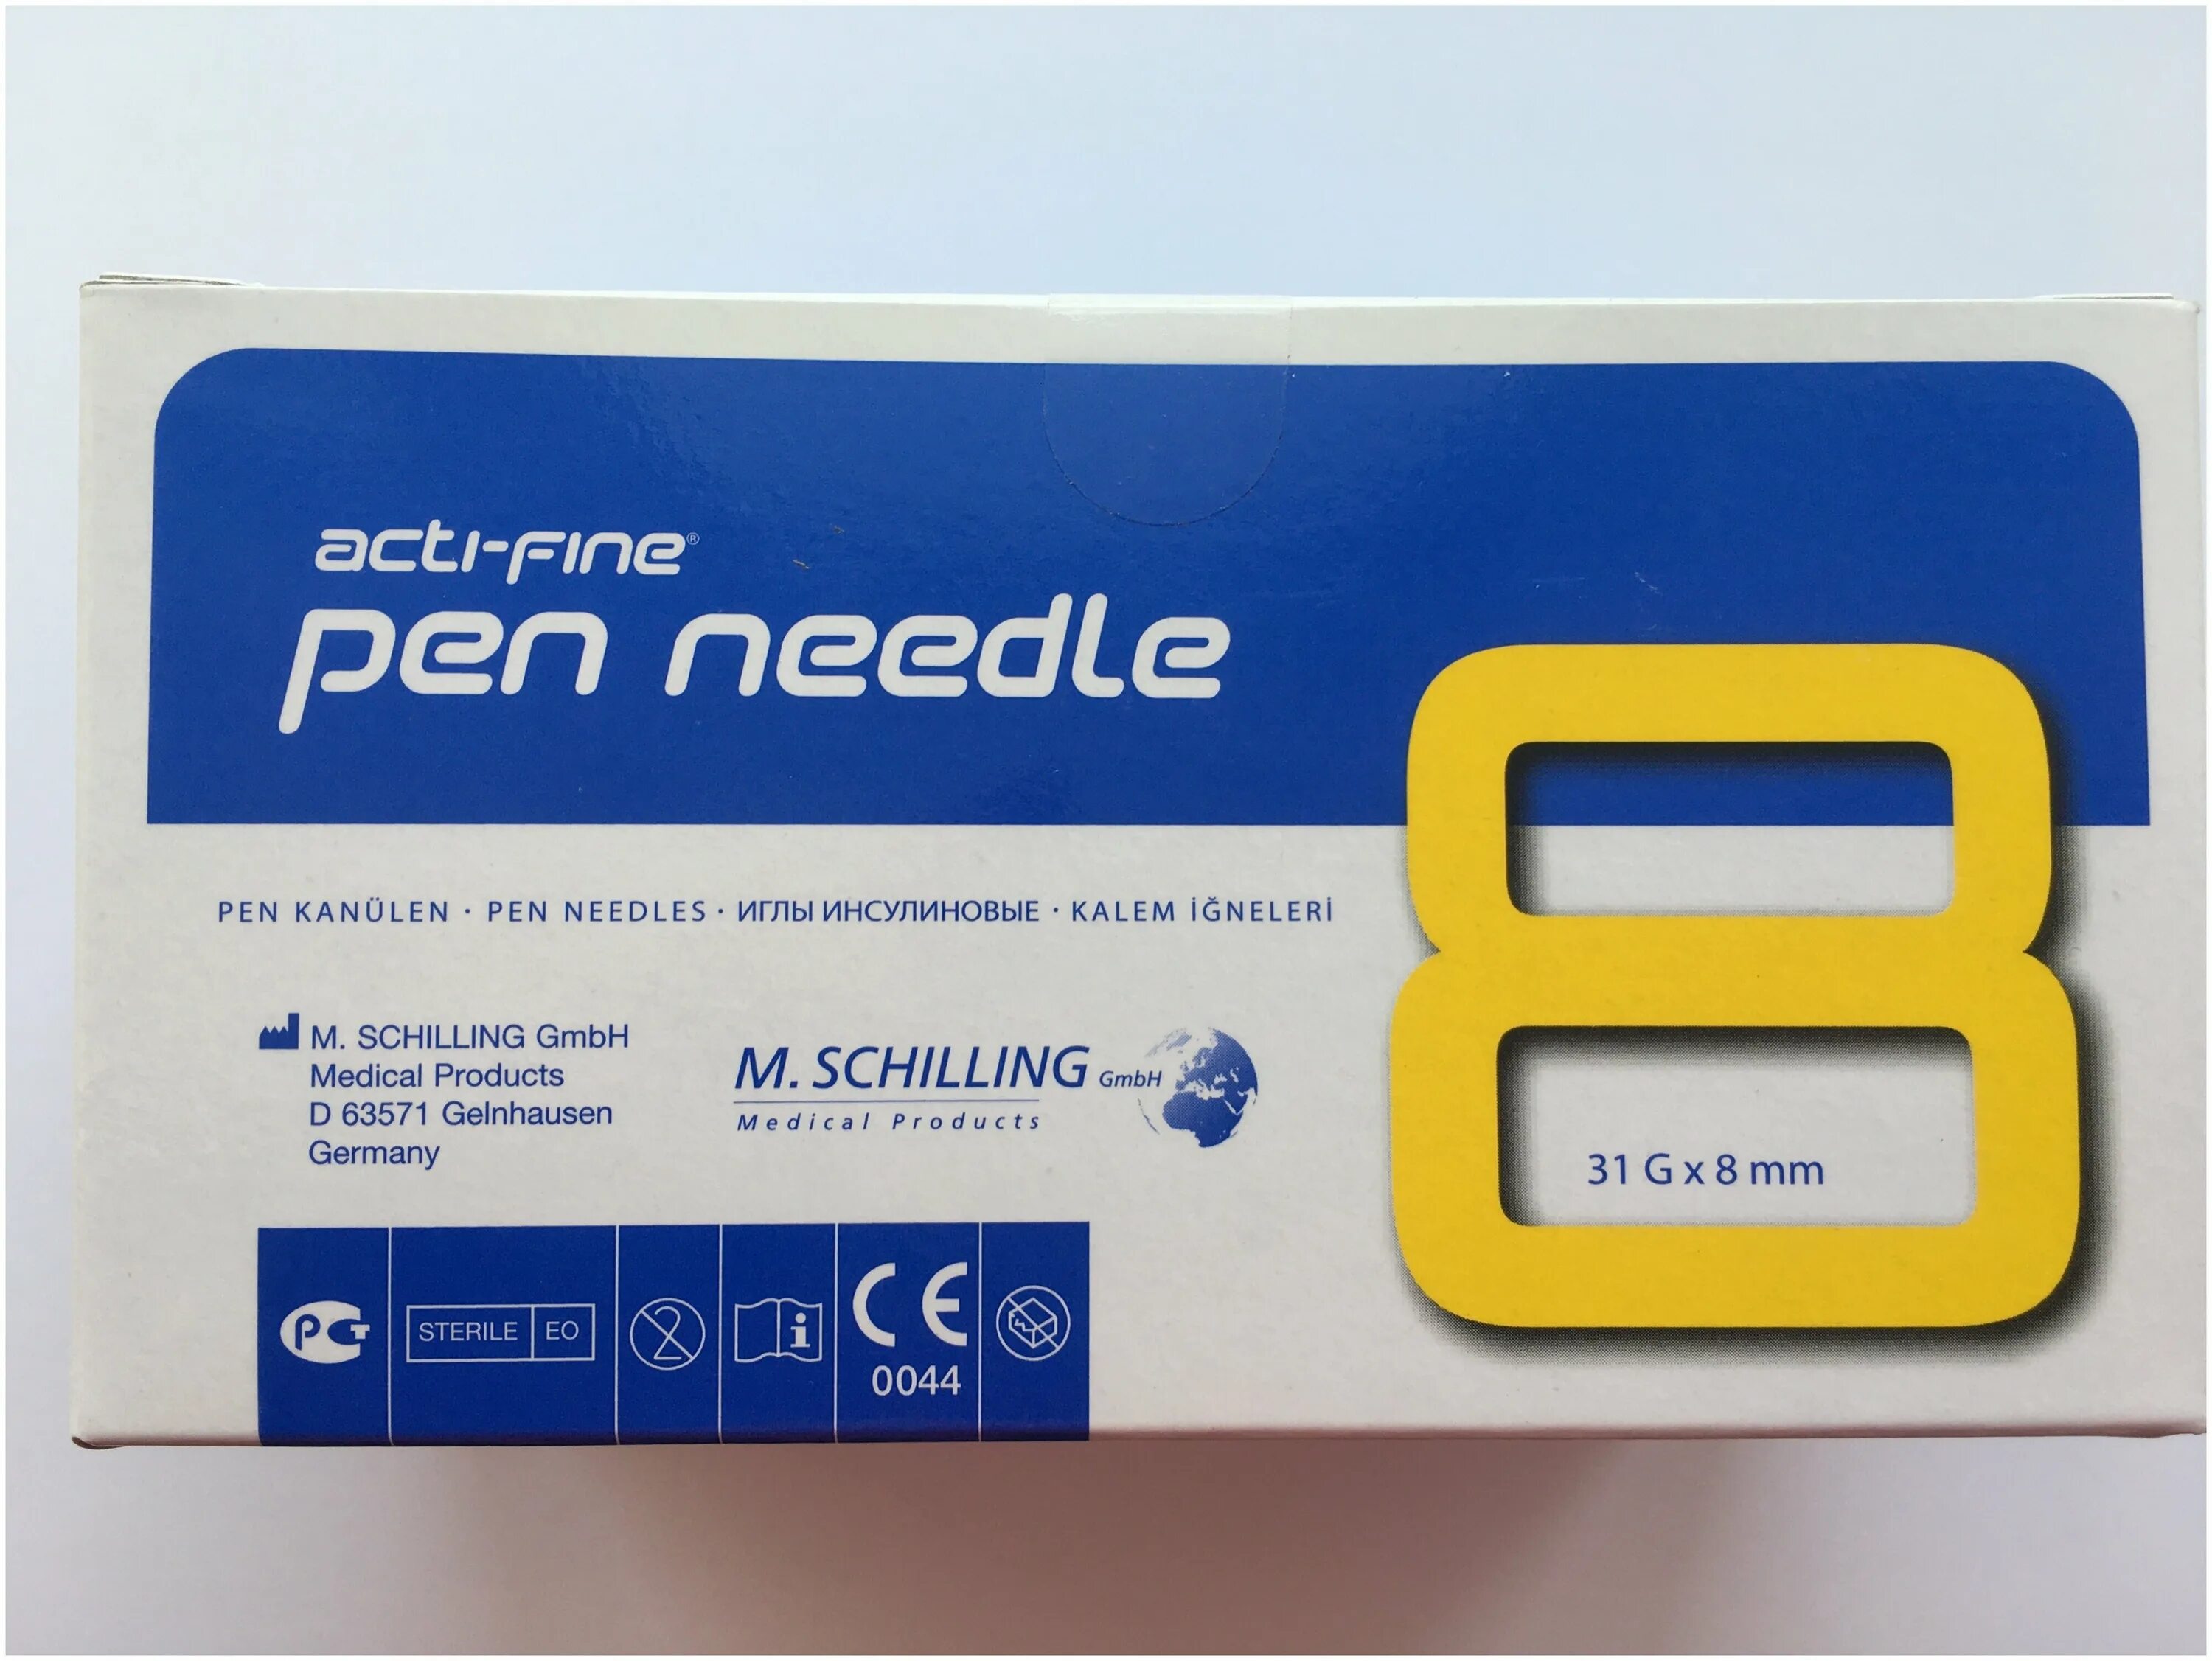 acti-fine®
pen needle
8
PEN KANÜLEN · PEN NEEDLES · ИГЛЫ ИНСУЛИНОВЫЕ · KALEM İĞNELERİ
M. SCHILLING GmbH
Medical Products
D 63571 Gelnhausen
Germany
M. SCHILLING GmbH
Medical Products
31 G x 8 mm
РСТ
STERILE EO
2
i
CE
0044